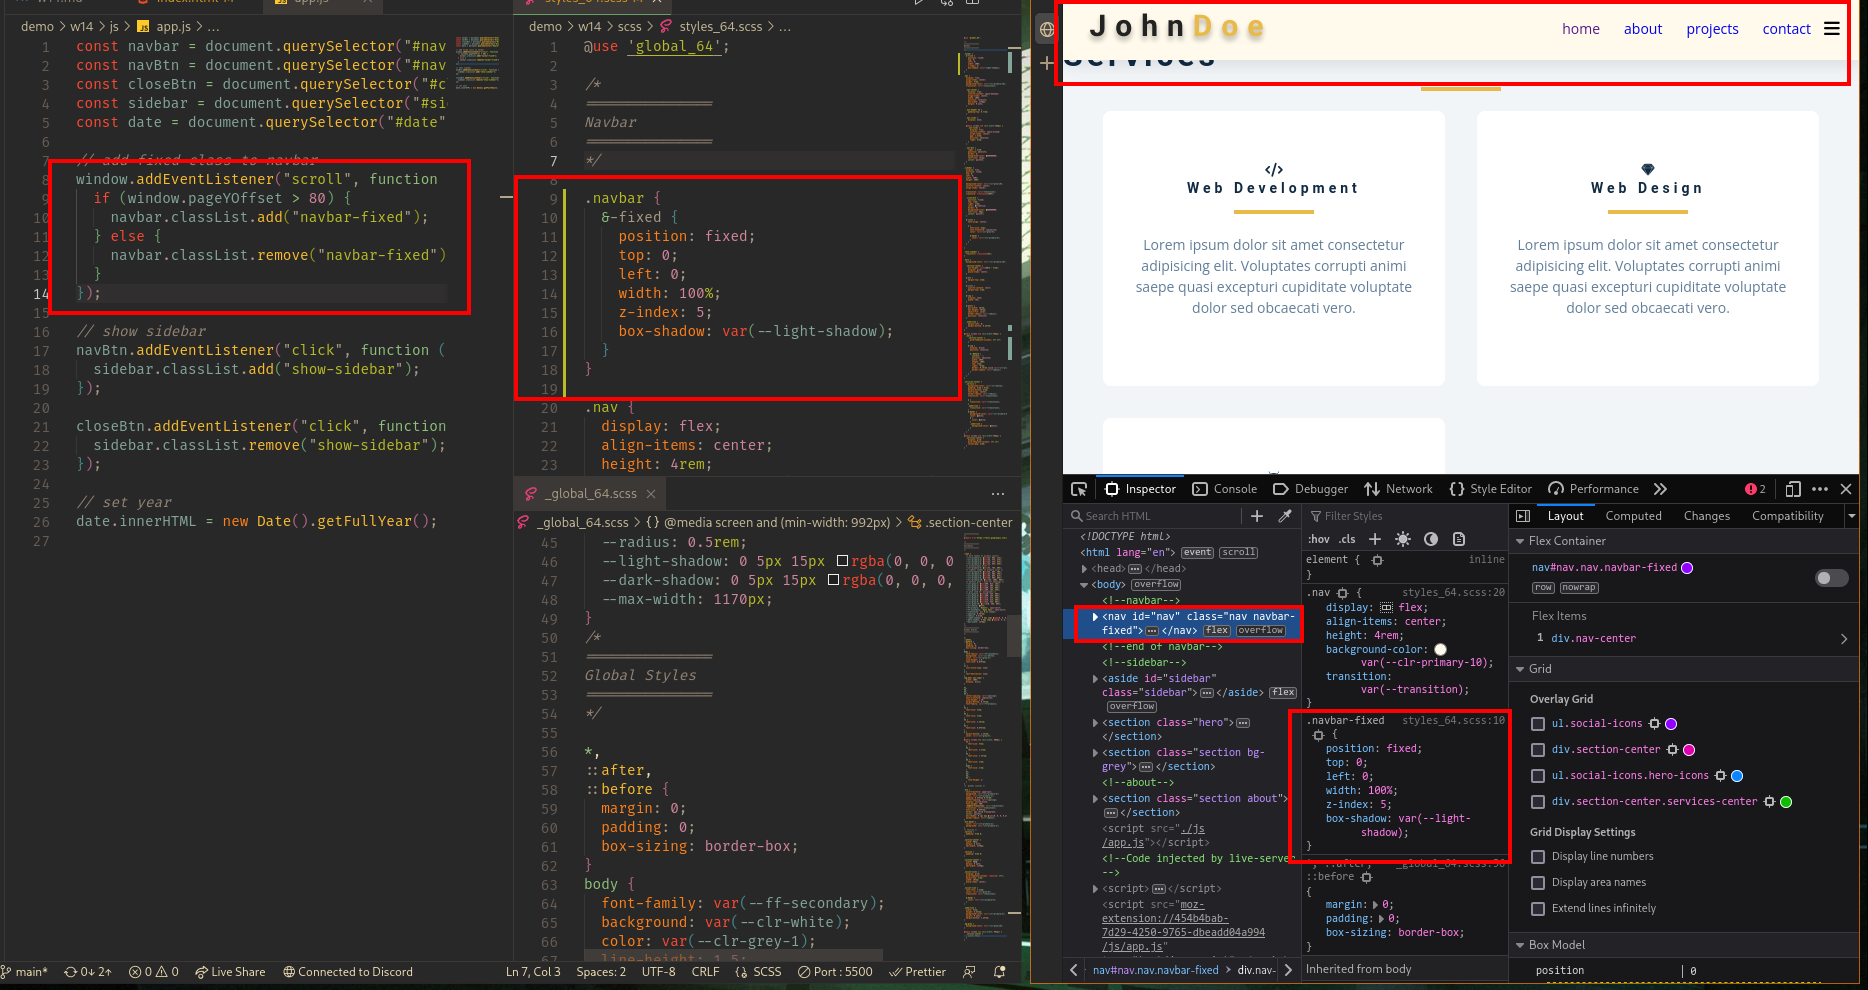 demo > w14 > js > app.js > ...
1 const navbar = document.querySelector("#nav
2 const navBtn = document.querySelector("#nav
3 const closeBtn = document.querySelector("#c
4 const sidebar = document.querySelector("#si
5 const date = document.querySelector("#date"
6
7 // add fixed class to navbar
8 window.addEventListener("scroll", function
9 if (window.pageYOffset > 80) {
10 navbar.classList.add("navbar-fixed");
11 } else {
12 navbar.classList.remove("navbar-fixed")
13 }
14 });
15
16 // show sidebar
17 navBtn.addEventListener("click", function (
18 sidebar.classList.add("show-sidebar");
19 });
20
21 closeBtn.addEventListener("click", function
22 sidebar.classList.remove("show-sidebar");
23 });
24
25 // set year
26 date.innerHTML = new Date().getFullYear();
27
demo > w14 > scss > styles_64.scss > ...
1 @use 'global_64';
2
3 /*
4 ===============
5 Navbar
6 ===============
7 */
8
9 .navbar {
10 &-fixed {
11 position: fixed;
12 top: 0;
13 left: 0;
14 width: 100%;
15 z-index: 5;
16 box-shadow: var(--light-shadow);
17 }
18 }
19
20 .nav {
21 display: flex;
22 align-items: center;
23 height: 4rem;
_global_64.scss
_global_64.scss > {} @media screen and (min-width: 992px) > .section-center
45 --radius: 0.5rem;
46 --light-shadow: 0 5px 15px rgba(0, 0, 0
47 --dark-shadow: 0 5px 15px rgba(0, 0, 0,
48 --max-width: 1170px;
49 }
50 /*
51 ===============
52 Global Styles
53 ===============
54 */
55
56 *,
57 ::after,
58 ::before {
59 margin: 0;
60 padding: 0;
61 box-sizing: border-box;
62 }
63 body {
64 font-family: var(--ff-secondary);
65 background: var(--clr-white);
66 color: var(--clr-grey-1);
line-height: 1.5;
main* 0↓ 2↑ 0 0 Live Share Connected to Discord Ln 7, Col 3 Spaces: 2 UTF-8 CRLF {} SCSS Port : 5500 Prettier
JohnDoe home about projects contact
Services
Web Development
Lorem ipsum dolor sit amet consectetur
adipisicing elit. Voluptates corrupti animi
saepe quasi excepturi cupiditate voluptate
dolor sed obcaecati vero.
Web Design
Lorem ipsum dolor sit amet consectetur
adipisicing elit. Voluptates corrupti animi
saepe quasi excepturi cupiditate voluptate
dolor sed obcaecati vero.
Inspector Console Debugger Network Style Editor Performance 2
Search HTML
<!DOCTYPE html>
<html lang="en"> event scroll
<head> </head>
<body> overflow
<!--navbar-->
<nav id="nav" class="nav navbar-
fixed"> </nav> flex overflow
<!--end of navbar-->
<!--sidebar-->
<aside id="sidebar"
class="sidebar"> </aside> flex
overflow
<section class="hero">
</section>
<section class="section bg-
grey"> </section>
<!--about-->
<section class="section about">
</section>
<script src="./js
/app.js"></script>
<!--Code injected by live-server
-->
<script> </script>
<script src="moz-
extension://454b4bab-
7d29-4250-9765-dbeadd04a994
/js/app.js"
nav#nav.nav.navbar-fixed > div.nav-
Filter Styles
:hov .cls
element { inline
}
.nav { styles_64.scss:20
display: flex;
align-items: center;
height: 4rem;
background-color:
var(--clr-primary-10);
transition:
var(--transition);
}
.navbar-fixed styles_64.scss:10
{
position: fixed;
top: 0;
left: 0;
width: 100%;
z-index: 5;
box-shadow: var(--light-
shadow);
}
*, ::after, _global_64.scss:56
::before
{
margin: 0;
padding: 0;
box-sizing: border-box;
}
Inherited from body
Layout Computed Changes Compatibility
Flex Container
nav#nav.nav.navbar-fixed
row nowrap
Flex Items
1 div.nav-center
Grid
Overlay Grid
ul.social-icons
div.section-center
ul.social-icons.hero-icons
div.section-center.services-center
Grid Display Settings
Display line numbers
Display area names
Extend lines infinitely
Box Model
position 0